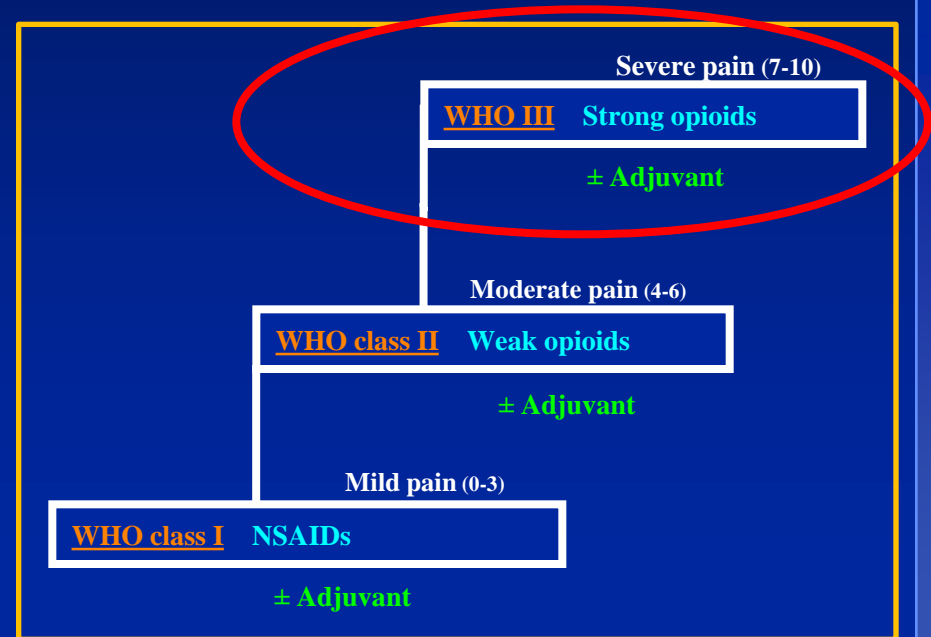 Severe pain (7-10)
WHO III Strong opioids
± Adjuvant
Moderate pain (4-6)
WHO class II Weak opioids
± Adjuvant
Mild pain (0-3)
WHO class I NSAIDs
± Adjuvant